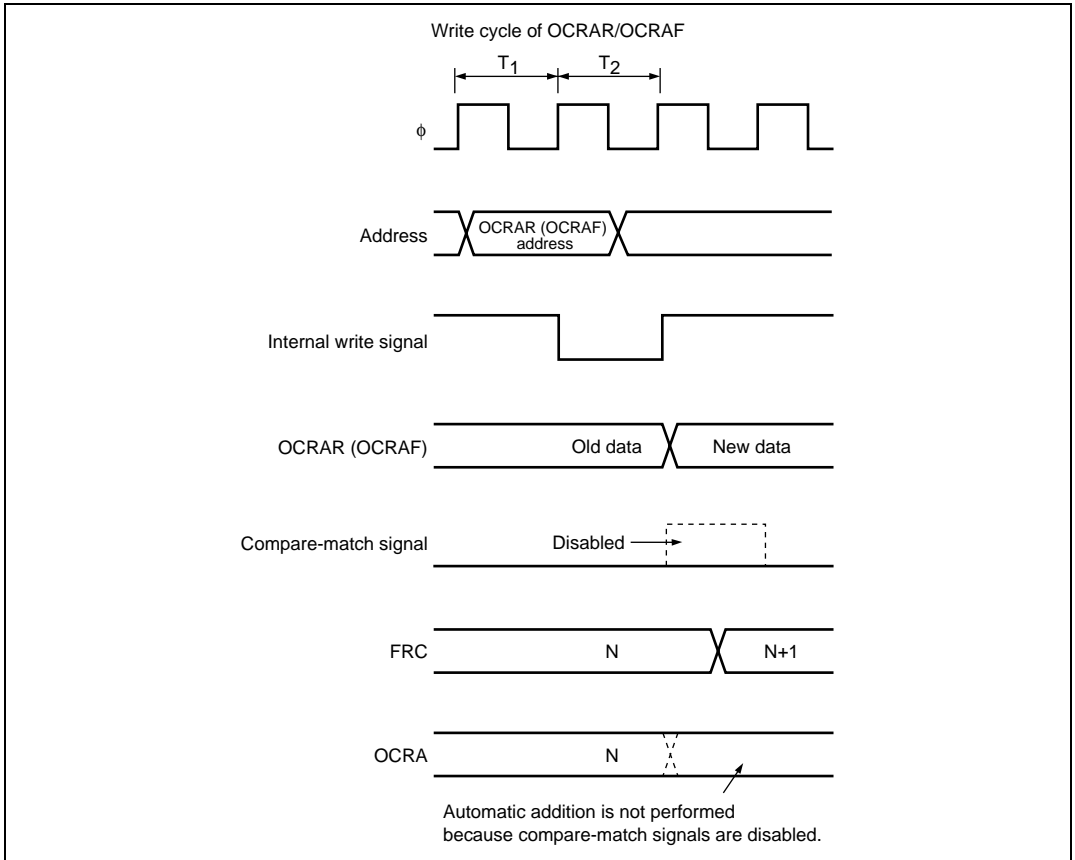 Write cycle of OCRAR/OCRAF
T1 T2
φ
Address
OCRAR (OCRAF)
address
Internal write signal
OCRAR (OCRAF) Old data New data
Compare-match signal Disabled
FRC N N+1
OCRA N
Automatic addition is not performed
because compare-match signals are disabled.